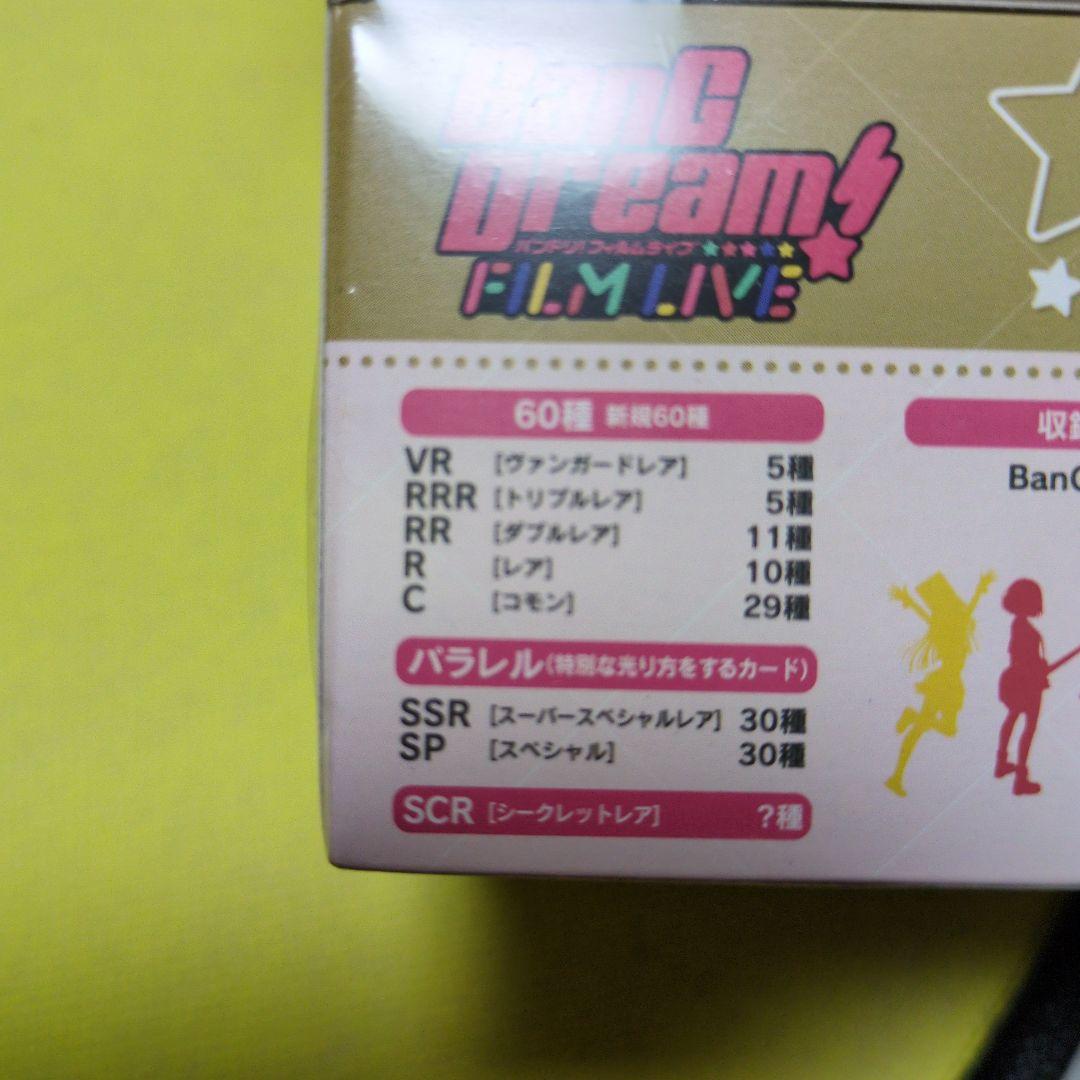 BanG
Dream!
バンドリ！フィルムライブ
FILM LIVE
60種 新規60種
VR [ヴァンガードレア] 5種
RRR [トリプルレア] 5種
RR [ダブルレア] 11種
R [レア] 10種
C [コモン] 29種
パラレル(特別な光り方をするカード)
SSR [スーパースペシャルレア] 30種
SP [スペシャル] 30種
SCR [シークレットレア] ?種
収録
BanG